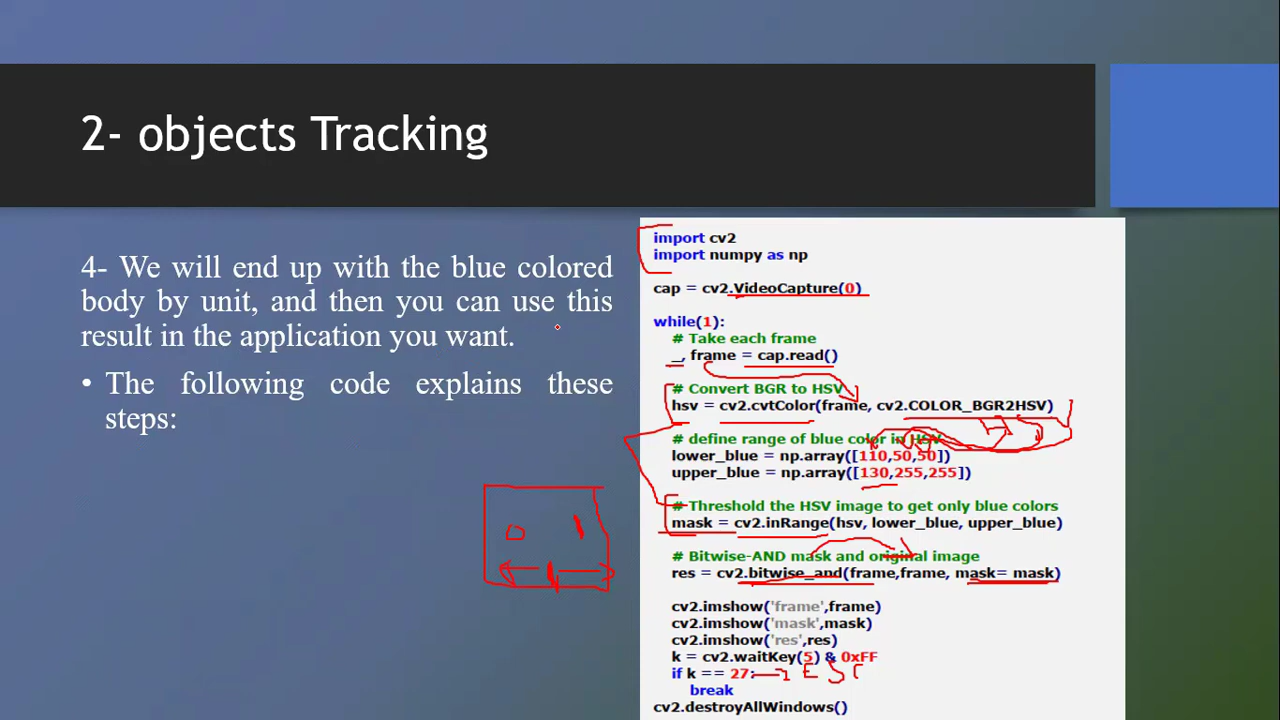 2- objects Tracking
4- We will end up with the blue colored
body by unit, and then you can use this
result in the application you want.
• The following code explains these
steps:
import cv2
import numpy as np
cap = cv2.VideoCapture(0)
while(1):
# Take each frame
_, frame = cap.read()
# Convert BGR to HSV
hsv = cv2.cvtColor(frame, cv2.COLOR_BGR2HSV)
# define range of blue color in HSV
lower_blue = np.array([110,50,50])
upper_blue = np.array([130,255,255])
# Threshold the HSV image to get only blue colors
mask = cv2.inRange(hsv, lower_blue, upper_blue)
# Bitwise-AND mask and original image
res = cv2.bitwise_and(frame,frame, mask= mask)
cv2.imshow('frame',frame)
cv2.imshow('mask',mask)
cv2.imshow('res',res)
k = cv2.waitKey(5) & 0xFF
if k == 27: ESC
break
cv2.destroyAllWindows()
0 1